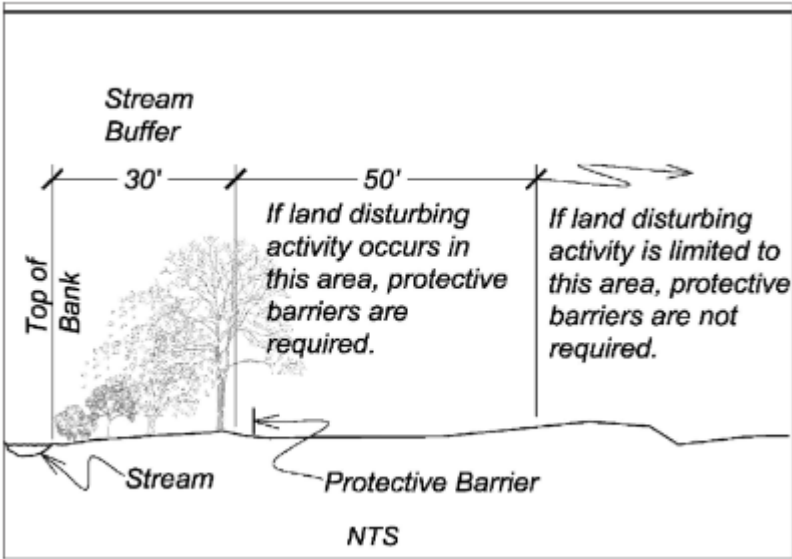 Stream
Buffer
30'
50'
Top of
Bank
If land disturbing
activity occurs in
this area, protective
barriers are
required.
If land disturbing
activity is limited to
this area, protective
barriers are not
required.
Stream
Protective Barrier
NTS